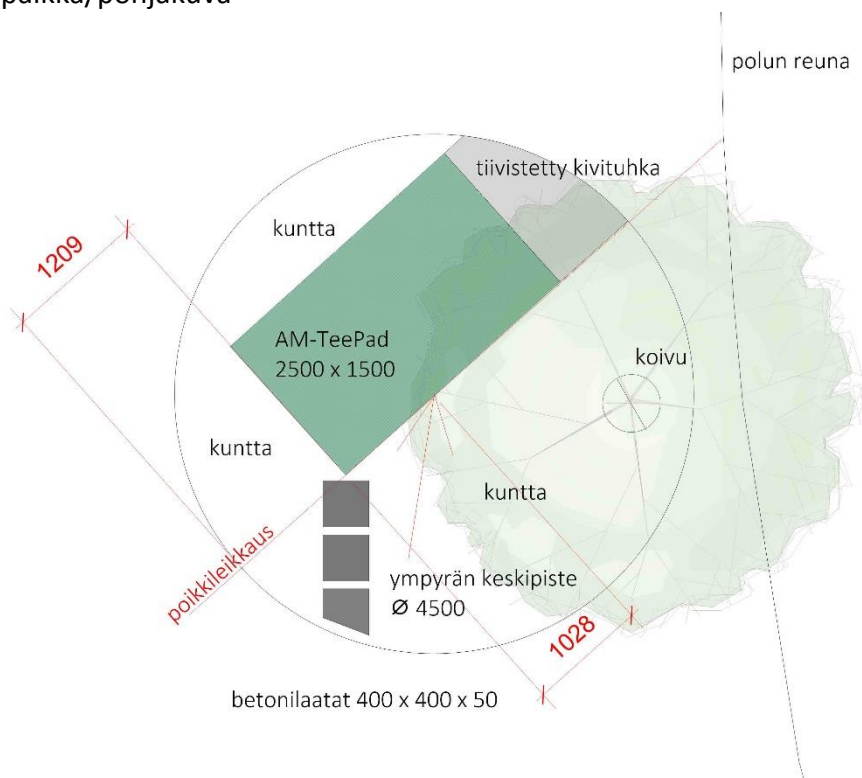 paikka/pohjakuva
polun reuna
tiivistetty kivituhka
kuntta
1209
AM-TeePad
2500 x 1500
koivu
kuntta
kuntta
poikkileikkaus
ympyrän keskipiste
Ø 4500
1028
betonilaatat 400 x 400 x 50